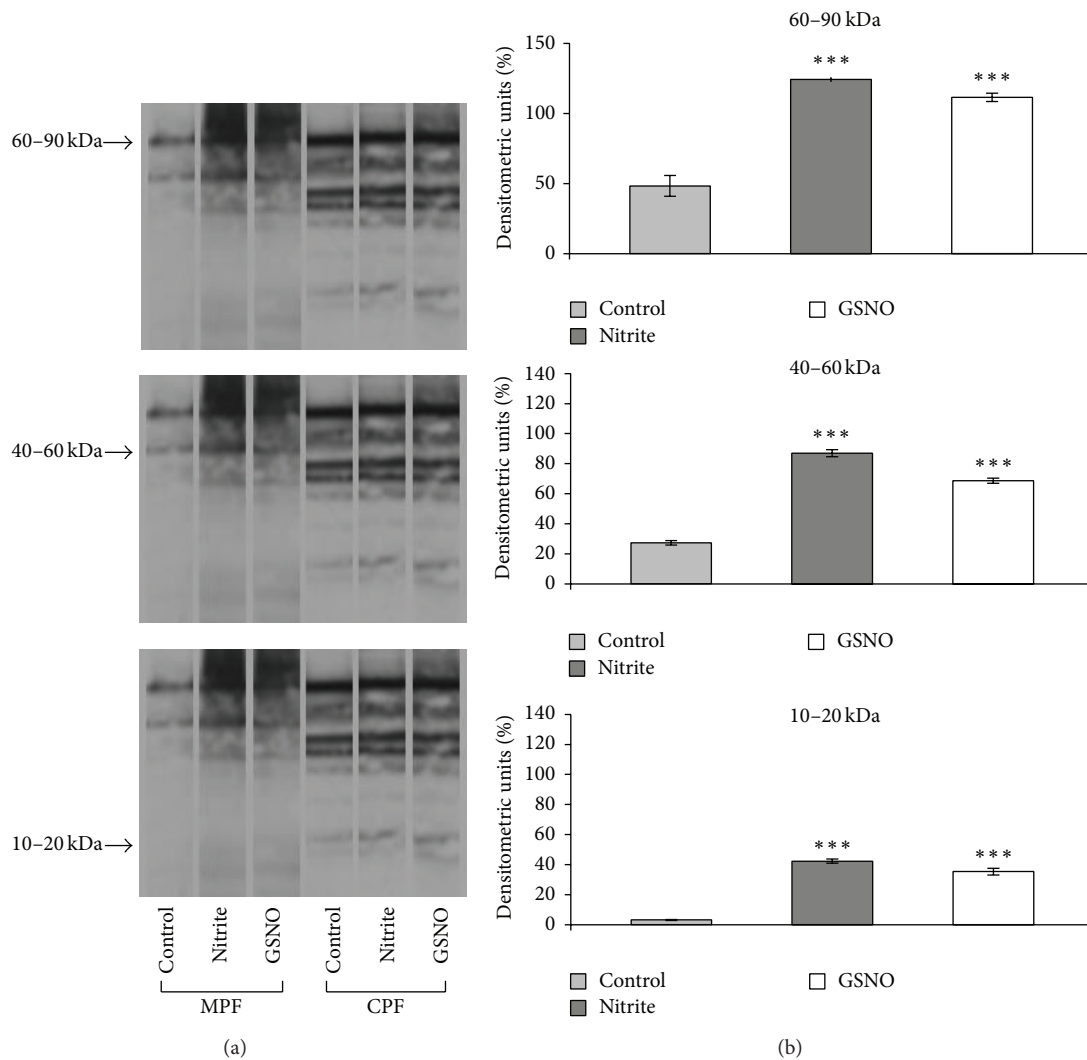 60–90 kDa
40–60 kDa
10–20 kDa
Control
Nitrite
GSNO
Control
Nitrite
GSNO
MPF
CPF
(a)
60–90 kDa
Densitometric units (%)
150
100
50
0
***
***
Control
Nitrite
GSNO
40–60 kDa
Densitometric units (%)
140
120
100
80
60
40
20
0
***
***
Control
Nitrite
GSNO
10–20 kDa
Densitometric units (%)
140
120
100
80
60
40
20
0
***
***
Control
Nitrite
GSNO
(b)